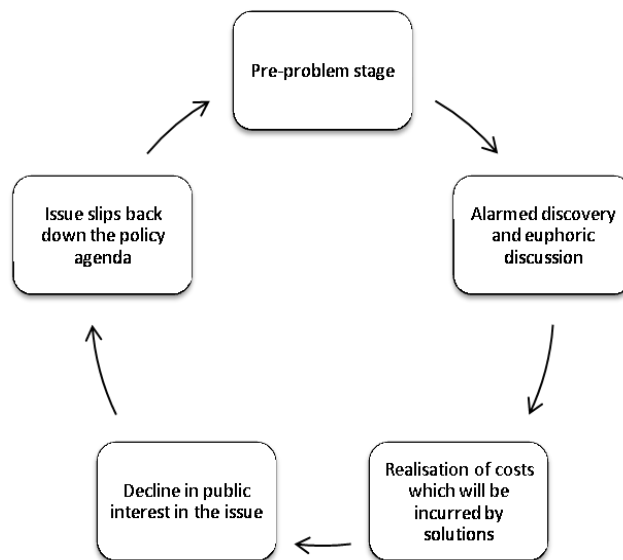 Pre-problem stage
Alarmed discovery
and euphoric
discussion
Realisation of costs
which will be
incurred by
solutions
Decline in public
interest in the issue
Issue slips back
down the policy
agenda